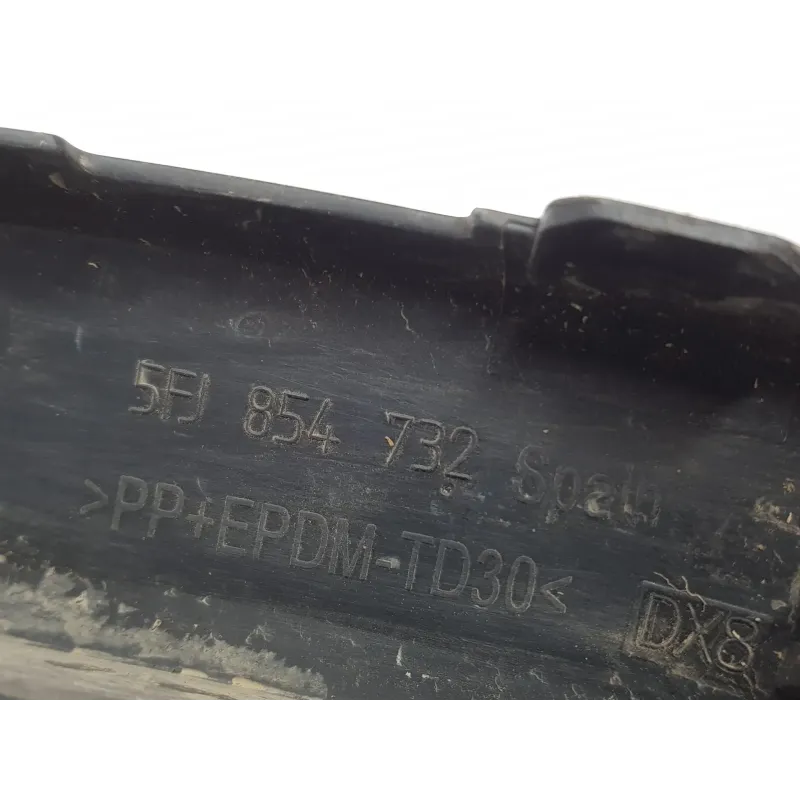 5FJ 854 732 Spain
>PP+EPDM-TD30<
DX8